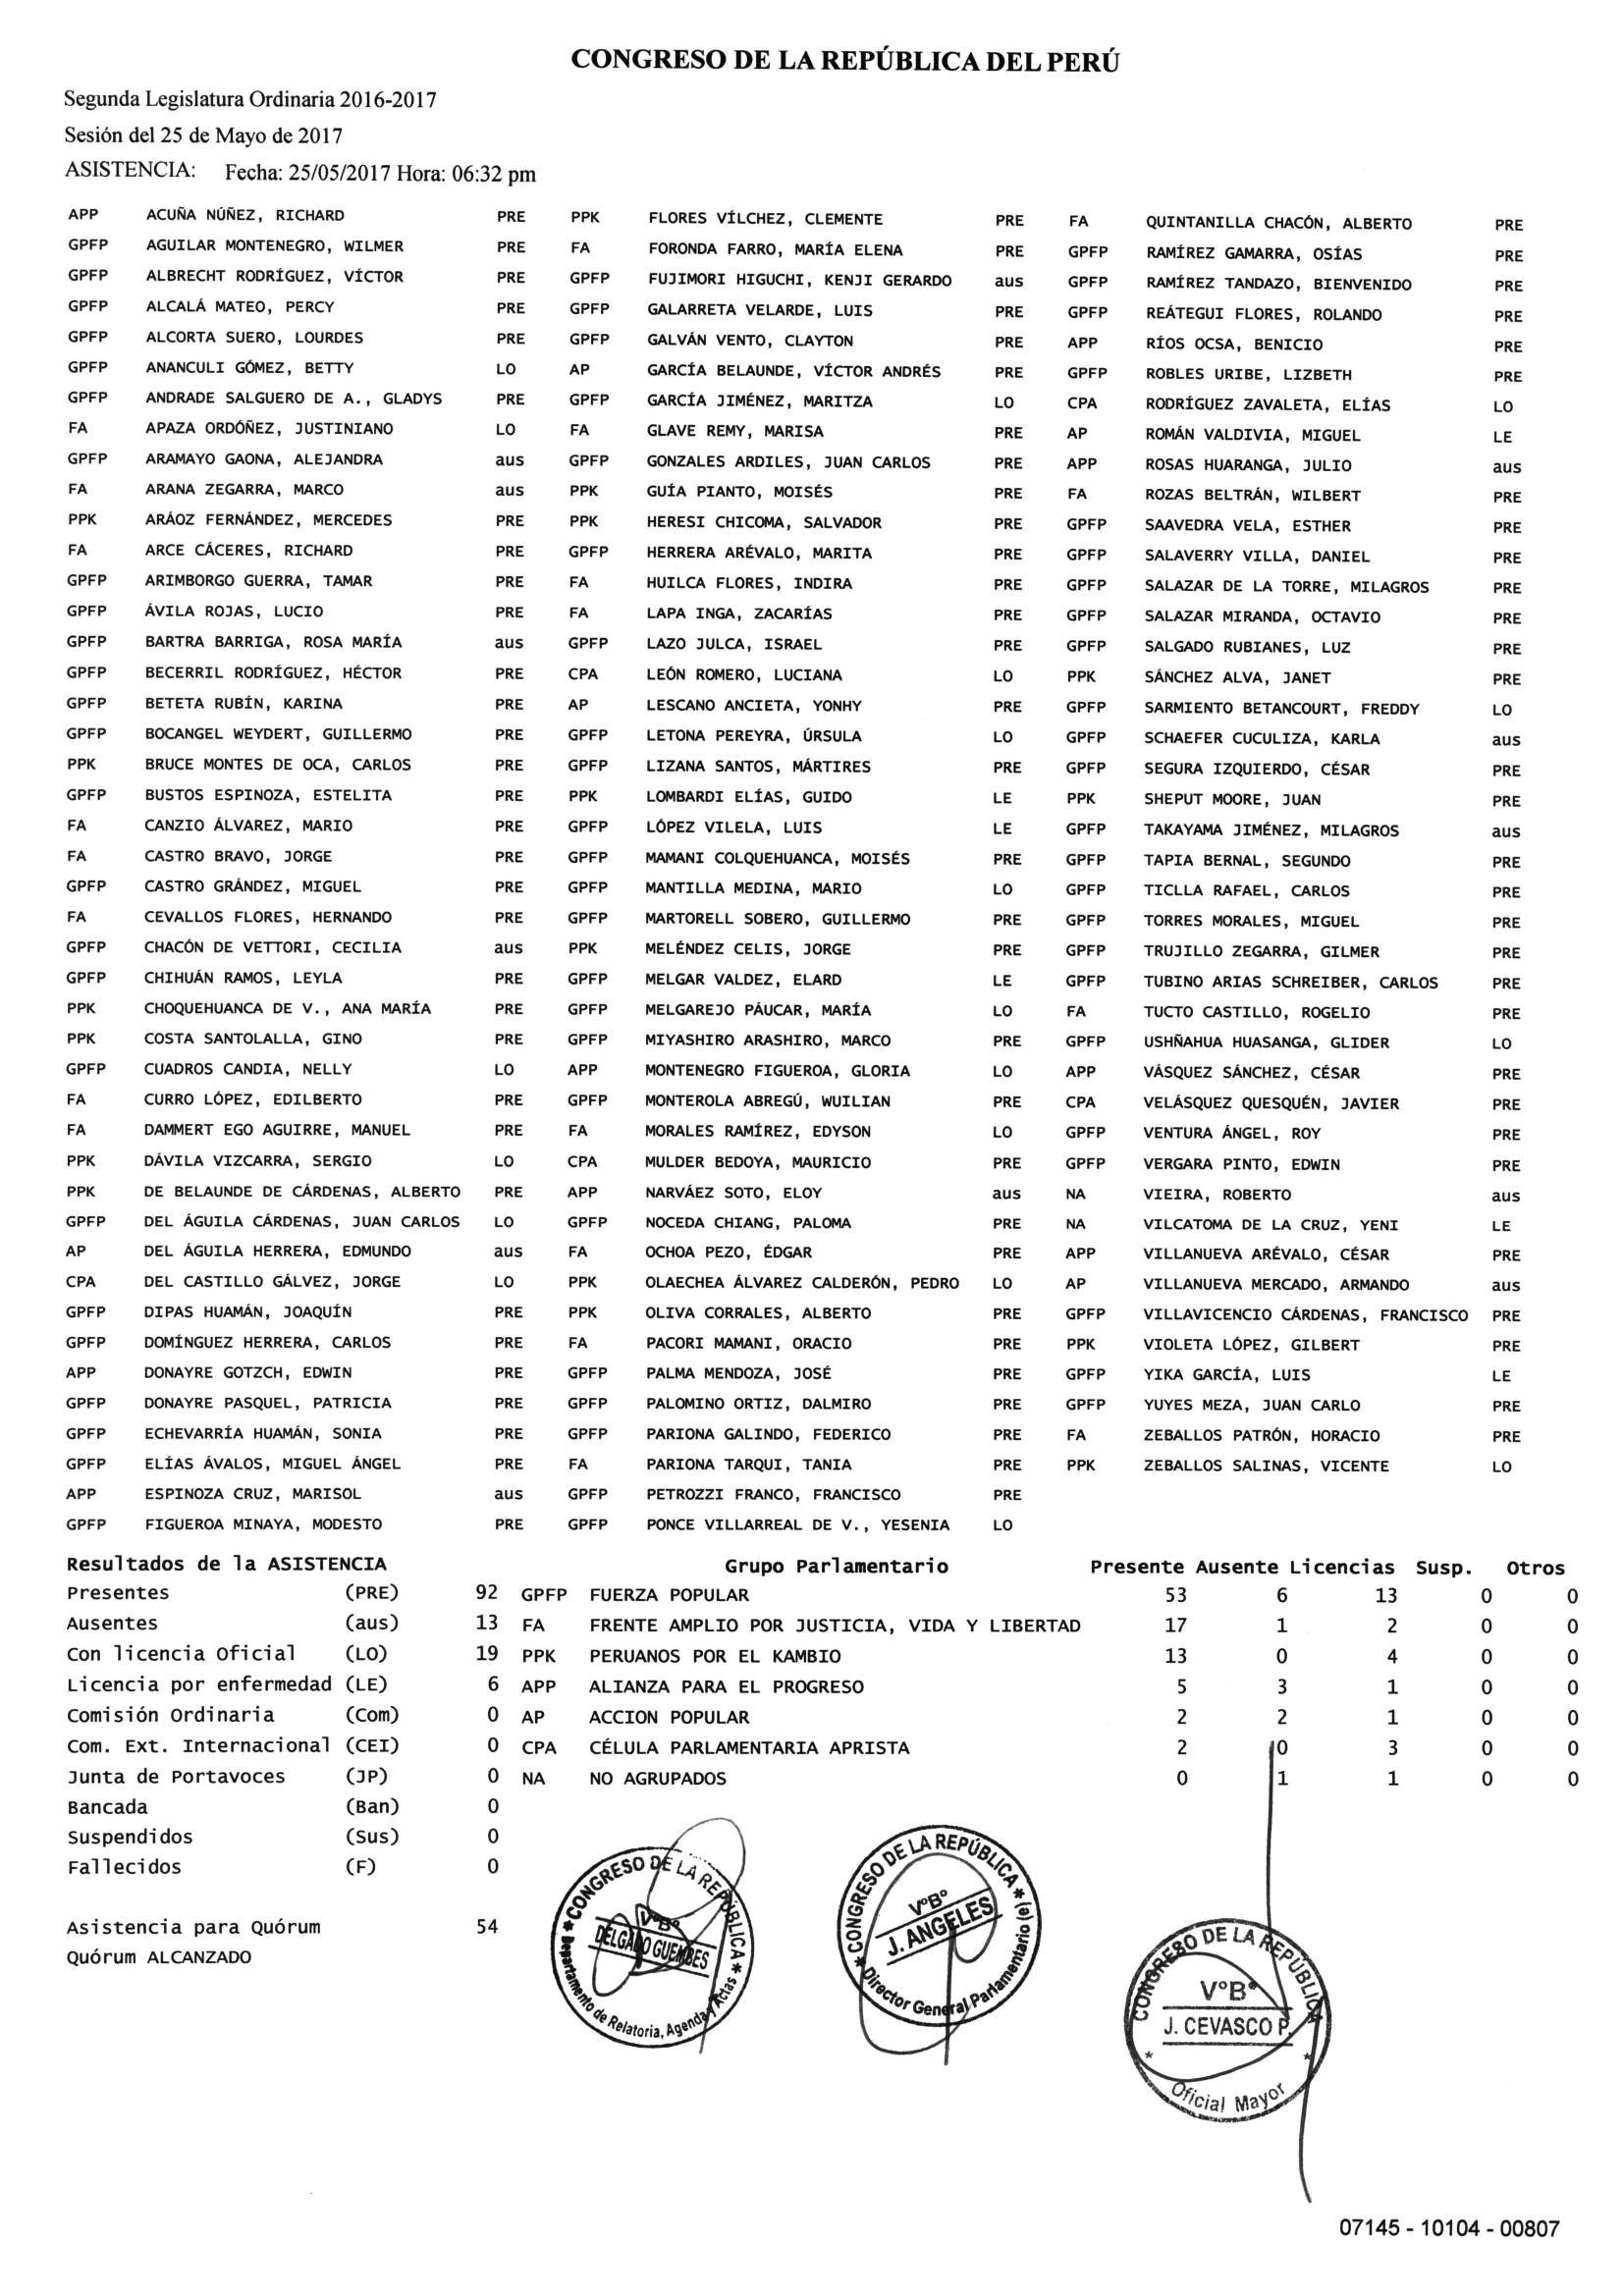 CONGRESO DE LA REPÚBLICA DEL PERÚ
Segunda Legislatura Ordinaria 2016-2017
Sesión del 25 de Mayo de 2017
ASISTENCIA: Fecha: 25/05/2017 Hora: 06:32 pm
APP ACUÑA NÚÑEZ, RICHARD PRE PPK FLORES VÍLCHEZ, CLEMENTE PRE FA QUINTANILLA CHACÓN, ALBERTO PRE
GPFP AGUILAR MONTENEGRO, WILMER PRE FA FORONDA FARRO, MARÍA ELENA PRE GPFP RAMÍREZ GAMARRA, OSÍAS PRE
GPFP ALBRECHT RODRÍGUEZ, VÍCTOR PRE GPFP FUJIMORI HIGUCHI, KENJI GERARDO aus GPFP RAMÍREZ TANDAZO, BIENVENIDO PRE
GPFP ALCALÁ MATEO, PERCY PRE GPFP GALARRETA VELARDE, LUIS PRE GPFP REÁTEGUI FLORES, ROLANDO PRE
GPFP ALCORTA SUERO, LOURDES PRE GPFP GALVÁN VENTO, CLAYTON PRE APP RÍOS OCSA, BENICIO PRE
GPFP ANANCULI GÓMEZ, BETTY LO AP GARCÍA BELAUNDE, VÍCTOR ANDRÉS PRE GPFP ROBLES URIBE, LIZBETH PRE
GPFP ANDRADE SALGUERO DE A., GLADYS PRE GPFP GARCÍA JIMÉNEZ, MARITZA LO CPA RODRÍGUEZ ZAVALETA, ELÍAS LO
FA APAZA ORDÓÑEZ, JUSTINIANO LO FA GLAVE REMY, MARISA PRE AP ROMÁN VALDIVIA, MIGUEL LE
GPFP ARAMAYO GAONA, ALEJANDRA aus GPFP GONZALES ARDILES, JUAN CARLOS PRE APP ROSAS HUARANGA, JULIO aus
FA ARANA ZEGARRA, MARCO aus PPK GUÍA PIANTO, MOISÉS PRE FA ROZAS BELTRÁN, WILBERT PRE
PPK ARÁOZ FERNÁNDEZ, MERCEDES PRE PPK HERESI CHICOMA, SALVADOR PRE GPFP SAAVEDRA VELA, ESTHER PRE
FA ARCE CÁCERES, RICHARD PRE GPFP HERRERA ARÉVALO, MARITA PRE GPFP SALAVERRY VILLA, DANIEL PRE
GPFP ARIMBORGO GUERRA, TAMAR PRE FA HUILCA FLORES, INDIRA PRE GPFP SALAZAR DE LA TORRE, MILAGROS PRE
GPFP ÁVILA ROJAS, LUCIO PRE FA LAPA INGA, ZACARÍAS PRE GPFP SALAZAR MIRANDA, OCTAVIO PRE
GPFP BARTRA BARRIGA, ROSA MARÍA aus GPFP LAZO JULCA, ISRAEL PRE GPFP SALGADO RUBIANES, LUZ PRE
GPFP BECERRIL RODRÍGUEZ, HÉCTOR PRE CPA LEÓN ROMERO, LUCIANA LO PPK SÁNCHEZ ALVA, JANET PRE
GPFP BETETA RUBÍN, KARINA PRE AP LESCANO ANCIETA, YONHY PRE GPFP SARMIENTO BETANCOURT, FREDDY LO
GPFP BOCANGEL WEYDERT, GUILLERMO PRE GPFP LETONA PEREYRA, ÚRSULA LO GPFP SCHAEFER CUCULIZA, KARLA aus
PPK BRUCE MONTES DE OCA, CARLOS PRE GPFP LIZANA SANTOS, MÁRTIRES PRE GPFP SEGURA IZQUIERDO, CÉSAR PRE
GPFP BUSTOS ESPINOZA, ESTELITA PRE PPK LOMBARDI ELÍAS, GUIDO LE PPK SHEPUT MOORE, JUAN PRE
FA CANZIO ÁLVAREZ, MARIO PRE GPFP LÓPEZ VILELA, LUIS LE GPFP TAKAYAMA JIMÉNEZ, MILAGROS aus
FA CASTRO BRAVO, JORGE PRE GPFP MAMANI COLQUEHUANCA, MOISÉS PRE GPFP TAPIA BERNAL, SEGUNDO PRE
GPFP CASTRO GRÁNDEZ, MIGUEL PRE GPFP MANTILLA MEDINA, MARIO LO GPFP TICLLA RAFAEL, CARLOS PRE
FA CEVALLOS FLORES, HERNANDO PRE GPFP MARTORELL SOBERO, GUILLERMO PRE GPFP TORRES MORALES, MIGUEL PRE
GPFP CHACÓN DE VETTORI, CECILIA aus PPK MELÉNDEZ CELIS, JORGE PRE GPFP TRUJILLO ZEGARRA, GILMER PRE
GPFP CHIHUÁN RAMOS, LEYLA PRE GPFP MELGAR VALDEZ, ELARD LE GPFP TUBINO ARIAS SCHREIBER, CARLOS PRE
PPK CHOQUEHUANCA DE V., ANA MARÍA PRE GPFP MELGAREJO PÁUCAR, MARÍA LO FA TUCTO CASTILLO, ROGELIO PRE
PPK COSTA SANTOLALLA, GINO PRE GPFP MIYASHIRO ARASHIRO, MARCO PRE GPFP USHÑAHUA HUASANGA, GLIDER LO
GPFP CUADROS CANDIA, NELLY LO APP MONTENEGRO FIGUEROA, GLORIA LO APP VÁSQUEZ SÁNCHEZ, CÉSAR PRE
FA CURRO LÓPEZ, EDILBERTO PRE GPFP MONTEROLA ABREGÚ, WUILIAN PRE CPA VELÁSQUEZ QUESQUÉN, JAVIER PRE
FA DAMMERT EGO AGUIRRE, MANUEL PRE FA MORALES RAMÍREZ, EDYSON LO GPFP VENTURA ÁNGEL, ROY PRE
PPK DÁVILA VIZCARRA, SERGIO LO CPA MULDER BEDOYA, MAURICIO PRE GPFP VERGARA PINTO, EDWIN PRE
PPK DE BELAUNDE DE CÁRDENAS, ALBERTO PRE APP NARVÁEZ SOTO, ELOY aus NA VIEIRA, ROBERTO aus
GPFP DEL ÁGUILA CÁRDENAS, JUAN CARLOS LO GPFP NOCEDA CHIANG, PALOMA PRE NA VILCATOMA DE LA CRUZ, YENI LE
AP DEL ÁGUILA HERRERA, EDMUNDO aus FA OCHOA PEZO, ÉDGAR PRE APP VILLANUEVA ARÉVALO, CÉSAR PRE
CPA DEL CASTILLO GÁLVEZ, JORGE LO PPK OLAECHEA ÁLVAREZ CALDERÓN, PEDRO LO AP VILLANUEVA MERCADO, ARMANDO aus
GPFP DIPAS HUAMÁN, JOAQUÍN PRE PPK OLIVA CORRALES, ALBERTO PRE GPFP VILLAVICENCIO CÁRDENAS, FRANCISCO PRE
GPFP DOMÍNGUEZ HERRERA, CARLOS PRE FA PACORI MAMANI, ORACIO PRE PPK VIOLETA LÓPEZ, GILBERT PRE
APP DONAYRE GOTZCH, EDWIN PRE GPFP PALMA MENDOZA, JOSÉ PRE GPFP YIKA GARCÍA, LUIS LE
GPFP DONAYRE PASQUEL, PATRICIA PRE GPFP PALOMINO ORTIZ, DALMIRO PRE GPFP YUYES MEZA, JUAN CARLO PRE
GPFP ECHEVARRÍA HUAMÁN, SONIA PRE GPFP PARIONA GALINDO, FEDERICO PRE FA ZEBALLOS PATRÓN, HORACIO PRE
GPFP ELÍAS ÁVALOS, MIGUEL ÁNGEL PRE FA PARIONA TARQUI, TANIA PRE PPK ZEBALLOS SALINAS, VICENTE LO
APP ESPINOZA CRUZ, MARISOL aus GPFP PETROZZI FRANCO, FRANCISCO PRE
GPFP FIGUEROA MINAYA, MODESTO PRE GPFP PONCE VILLARREAL DE V., YESENIA LO
Resultados de la ASISTENCIA Grupo Parlamentario Presente Ausente Licencias Susp. Otros
Presentes (PRE) 92 GPFP FUERZA POPULAR 53 6 13 0 0
Ausentes (aus) 13 FA FRENTE AMPLIO POR JUSTICIA, VIDA Y LIBERTAD 17 1 2 0 0
Con licencia Oficial (LO) 19 PPK PERUANOS POR EL KAMBIO 13 0 4 0 0
Licencia por enfermedad (LE) 6 APP ALIANZA PARA EL PROGRESO 5 3 1 0 0
Comisión Ordinaria (Com) 0 AP ACCION POPULAR 2 2 1 0 0
Com. Ext. Internacional (CEI) 0 CPA CÉLULA PARLAMENTARIA APRISTA 2 0 3 0 0
Junta de Portavoces (JP) 0 NA NO AGRUPADOS 0 1 1 0 0
Bancada (Ban) 0
Suspendidos (Sus) 0
Fallecidos (F) 0
Asistencia para Quórum 54
Quórum ALCANZADO
* CONGRESO DE LA REPÚBLICA *
V°B°
DELGADO GUEMBES
Departamento de Relatoria, Agenda y Actas
* CONGRESO DE LA REPÚBLICA * (e)
V°B°
J. ANGELES
Director General Parlamentario
CONGRESO DE LA REPÚBLICA
V°B°
J. CEVASCO P.
* Oficial Mayor *
07145 - 10104 - 00807